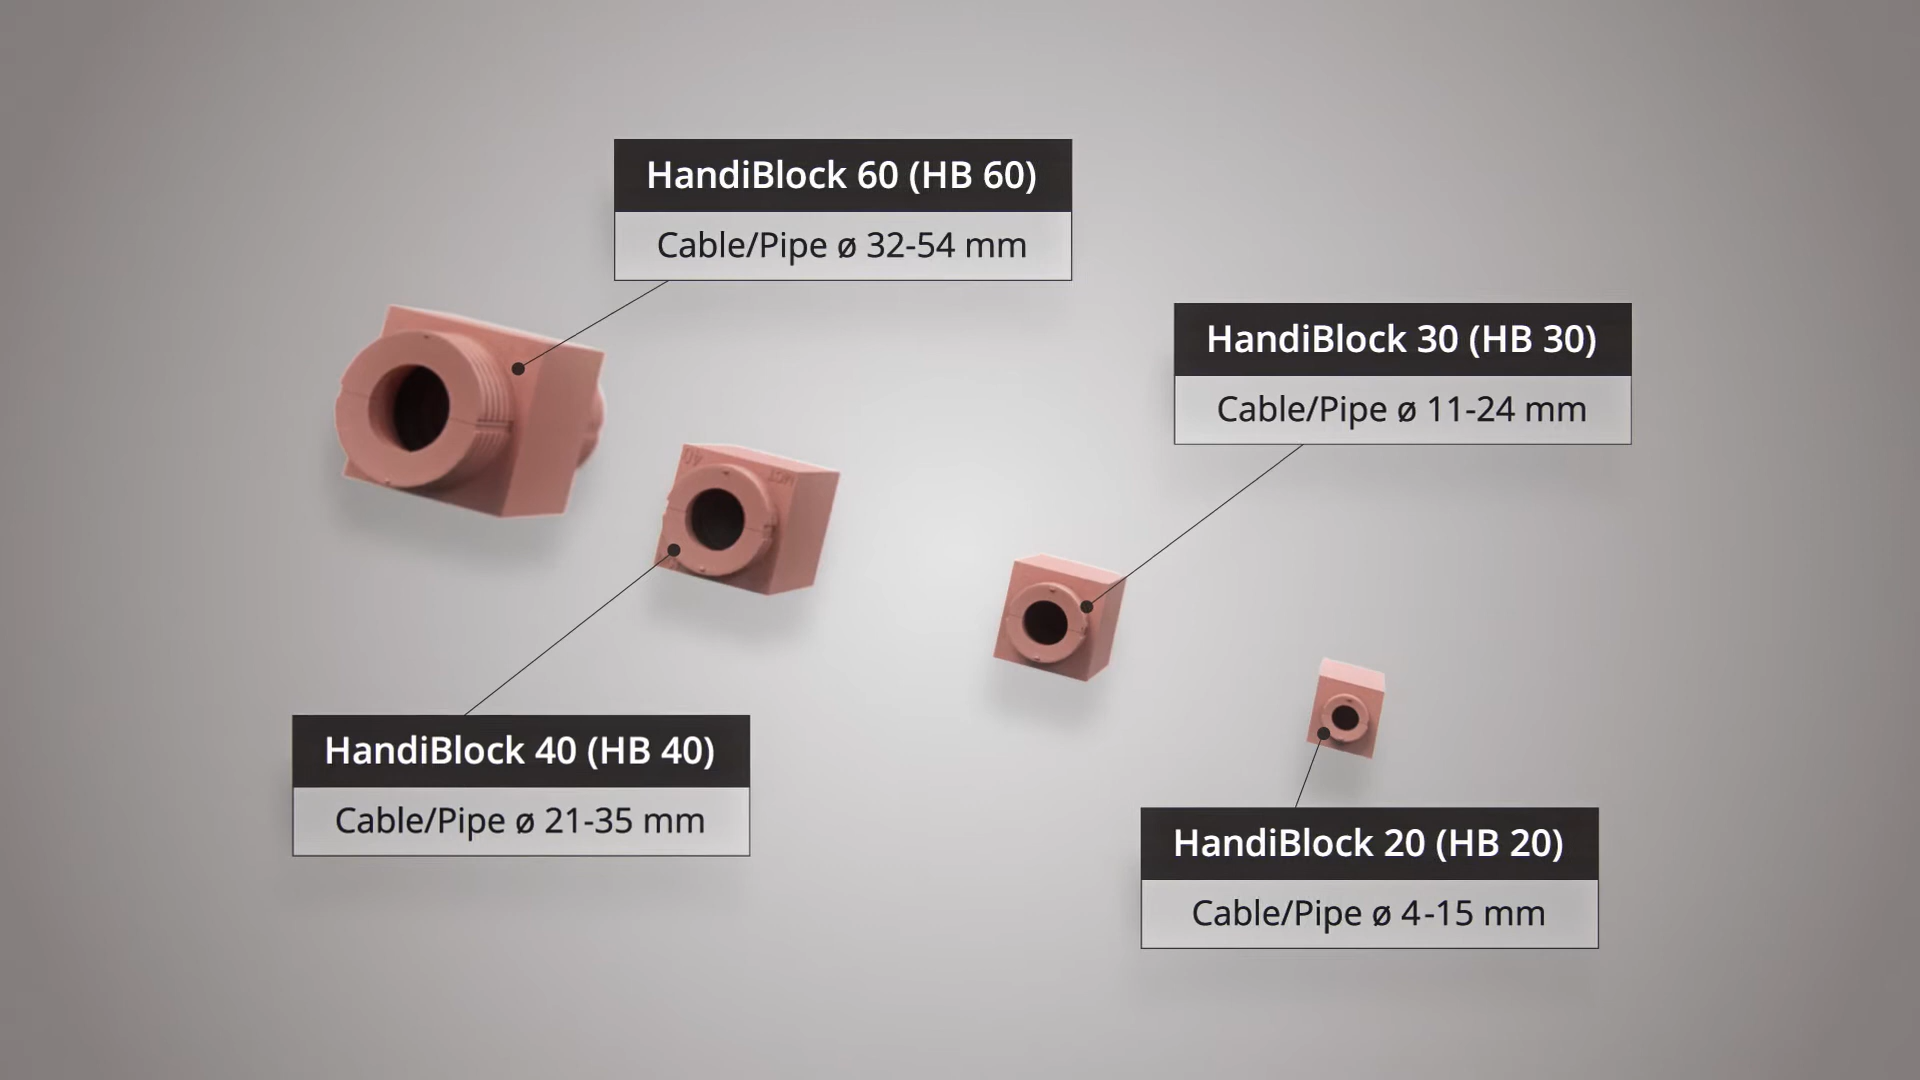 HandiBlock 60 (HB 60)
Cable/Pipe ø 32-54 mm
HandiBlock 30 (HB 30)
Cable/Pipe ø 11-24 mm
HandiBlock 40 (HB 40)
Cable/Pipe ø 21-35 mm
HandiBlock 20 (HB 20)
Cable/Pipe ø 4-15 mm